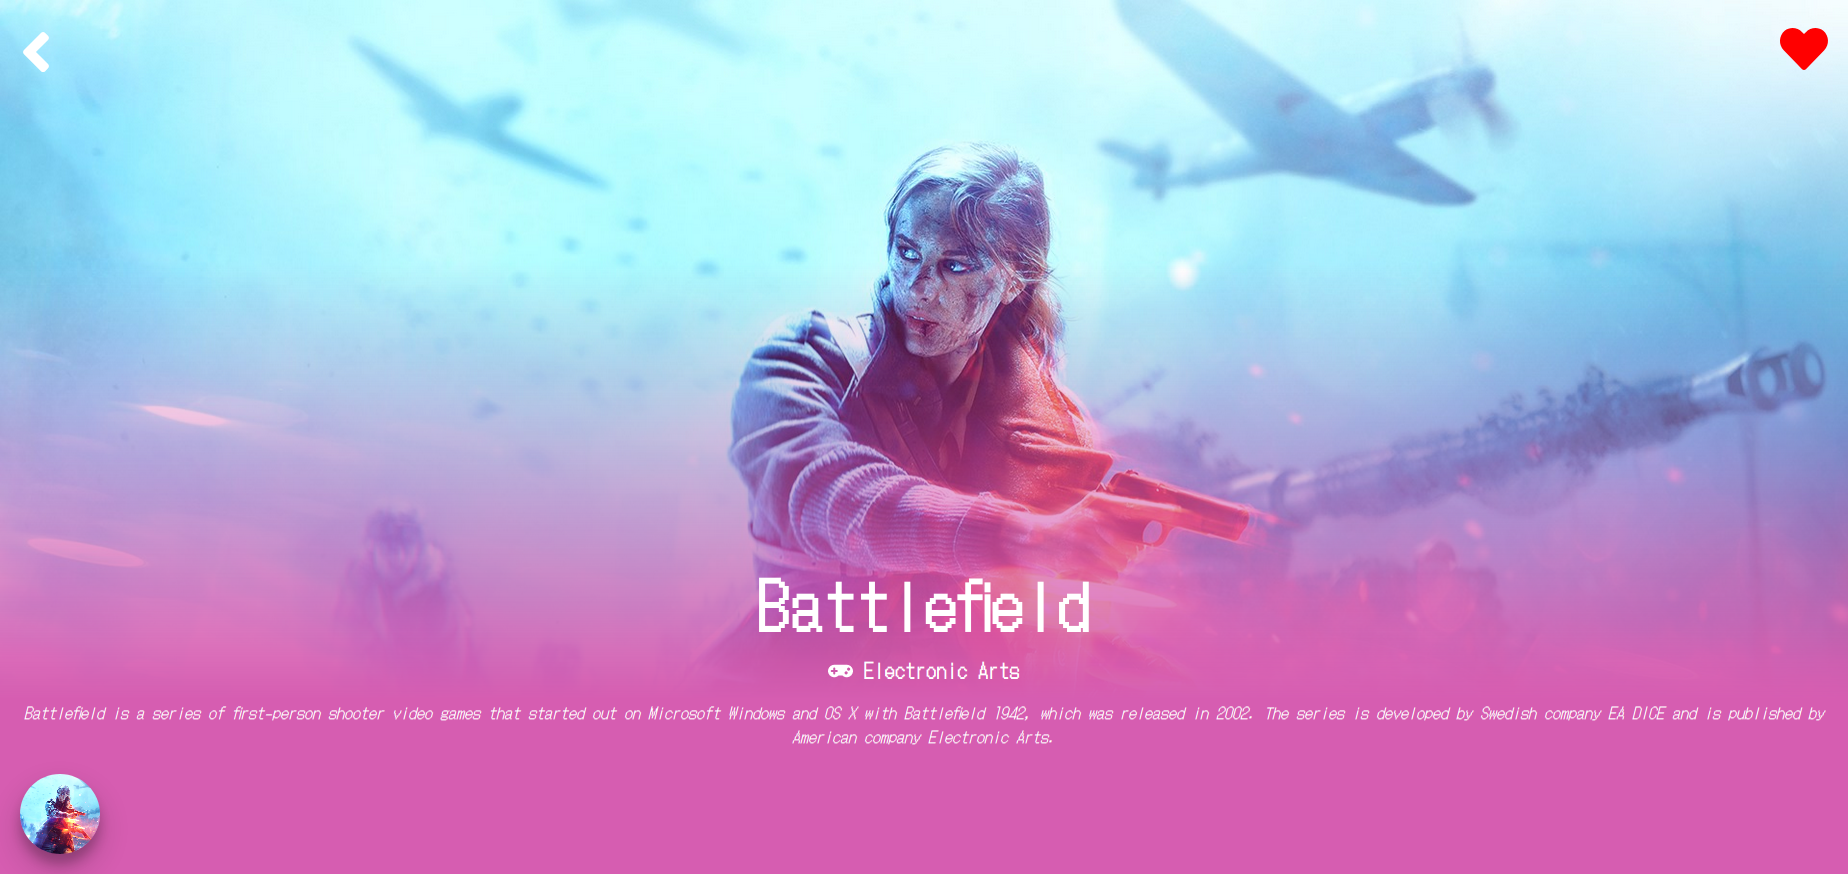 Battlefield
Electronic Arts
Battlefield is a series of first-person shooter video games that started out on Microsoft Windows and OS X with Battlefield 1942, which was released in 2002. The series is developed by Swedish company EA DICE and is published by
American company Electronic Arts.